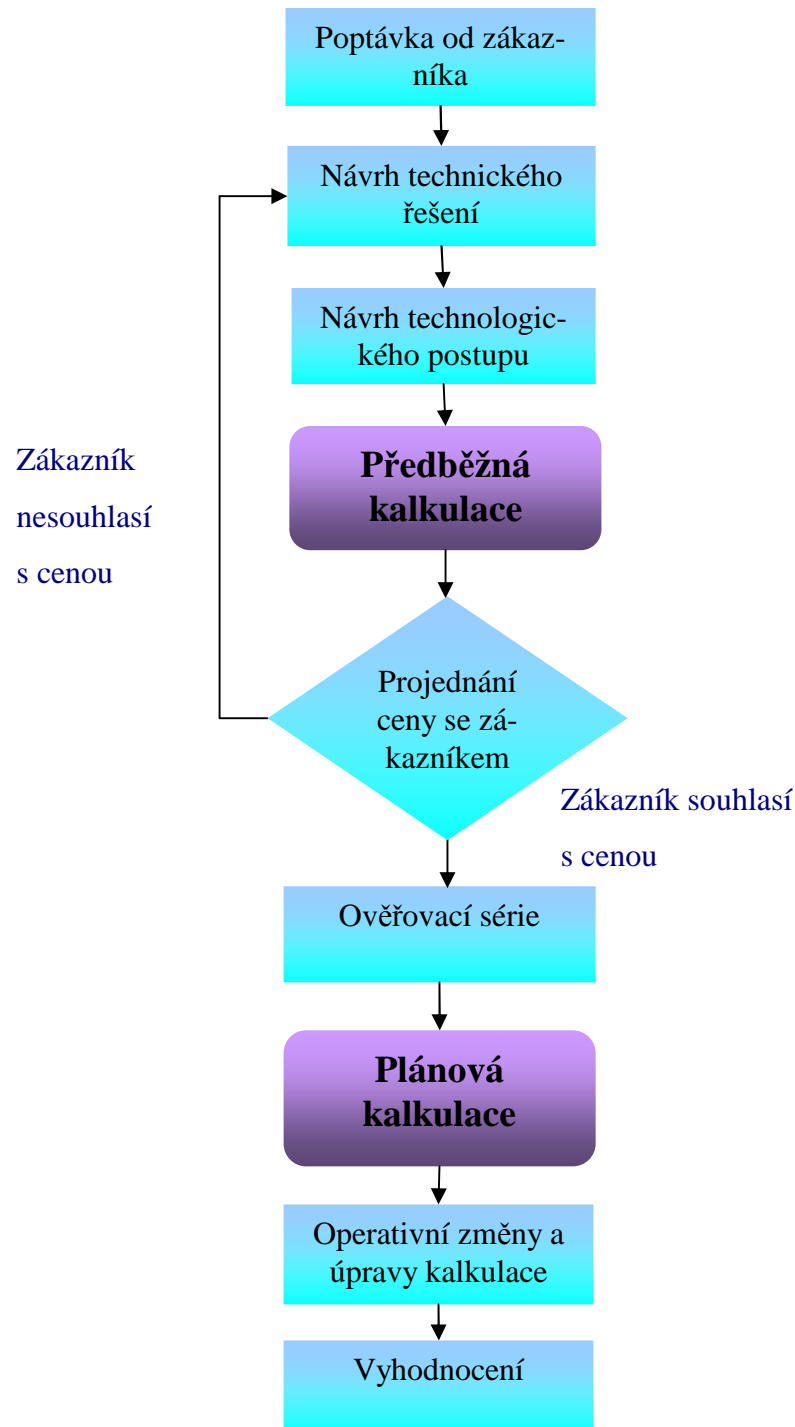 Poptávka od zákaz-
níka
Návrh technického
řešení
Návrh technologic-
kého postupu
Předběžná
kalkulace
Zákazník
nesouhlasí
s cenou
Projednání
ceny se zá-
kazníkem
Zákazník souhlasí
s cenou
Ověřovací série
Plánová
kalkulace
Operativní změny a
úpravy kalkulace
Vyhodnocení